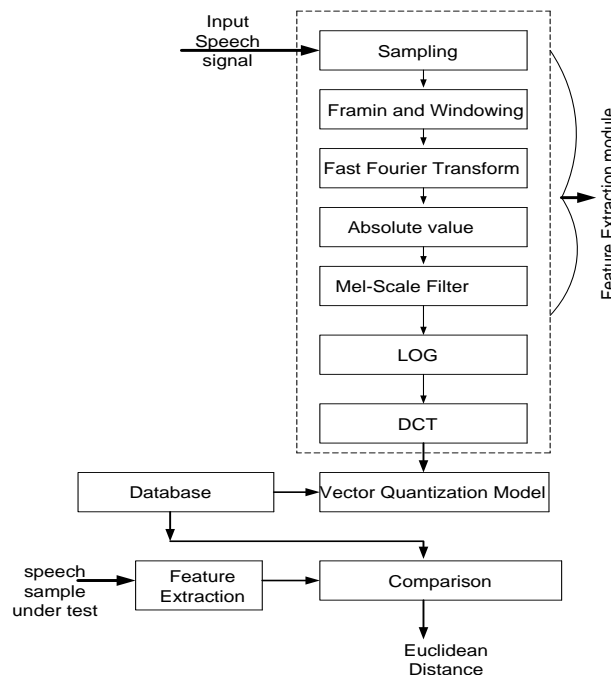 Input
Speech
signal
Sampling
Framin and Windowing
Fast Fourier Transform
Absolute value
Mel-Scale Filter
LOG
DCT
Feature Extraction module
Database
Vector Quantization Model
speech
sample
under test
Feature
Extraction
Comparison
Euclidean
Distance